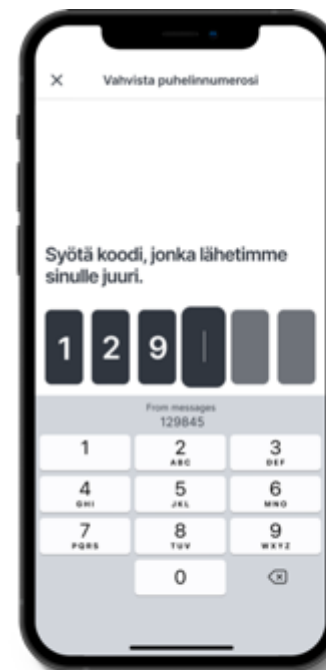 Vahvista puhelinnumerosi
Syötä koodi, jonka lähetimme
sinulle juuri.
1 2 9
From messages
129845
1 2 3
ABC DEF
4 5 6
GHI JKL MNO
7 8 9
PQRS TUV WXYZ
0